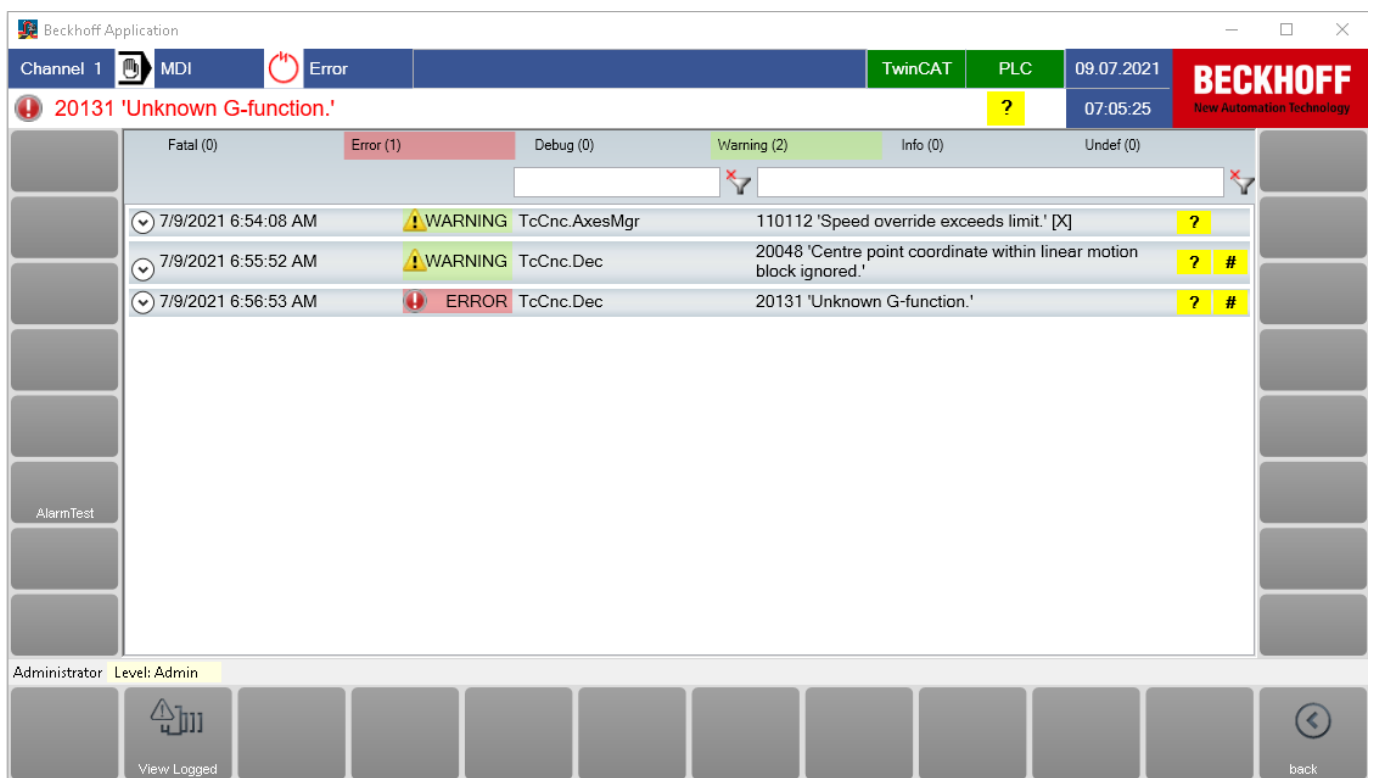 Beckhoff Application
Channel 1 MDI Error TwinCAT PLC 09.07.2021 BECKHOFF
20131 'Unknown G-function.' ? 07:05:25 New Automation Technology
Fatal (0) Error (1) Debug (0) Warning (2) Info (0) Undef (0)
7/9/2021 6:54:08 AM WARNING TcCnc.AxesMgr 110112 'Speed override exceeds limit.' [X] ?
7/9/2021 6:55:52 AM WARNING TcCnc.Dec 20048 'Centre point coordinate within linear motion
block ignored.' ? #
7/9/2021 6:56:53 AM ERROR TcCnc.Dec 20131 'Unknown G-function.' ? #
AlarmTest
Administrator Level: Admin
View Logged back